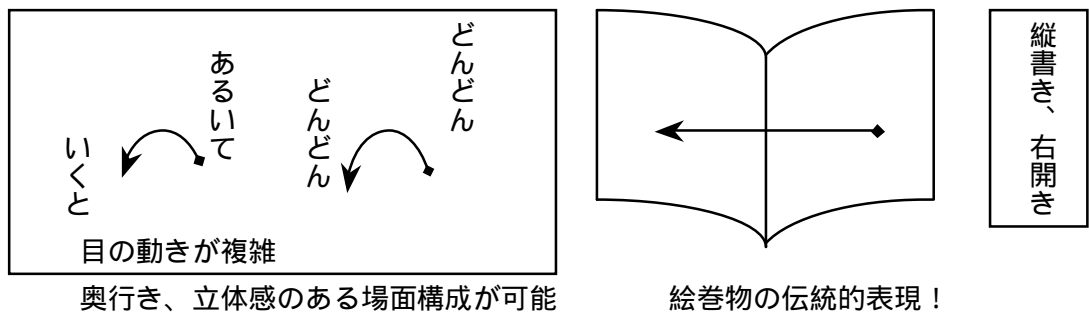 縦書き、右開き
どんどん
どんどん
あるいて
いくと
目の動きが複雑
奥行き、立体感のある場面構成が可能
絵巻物の伝統的表現！